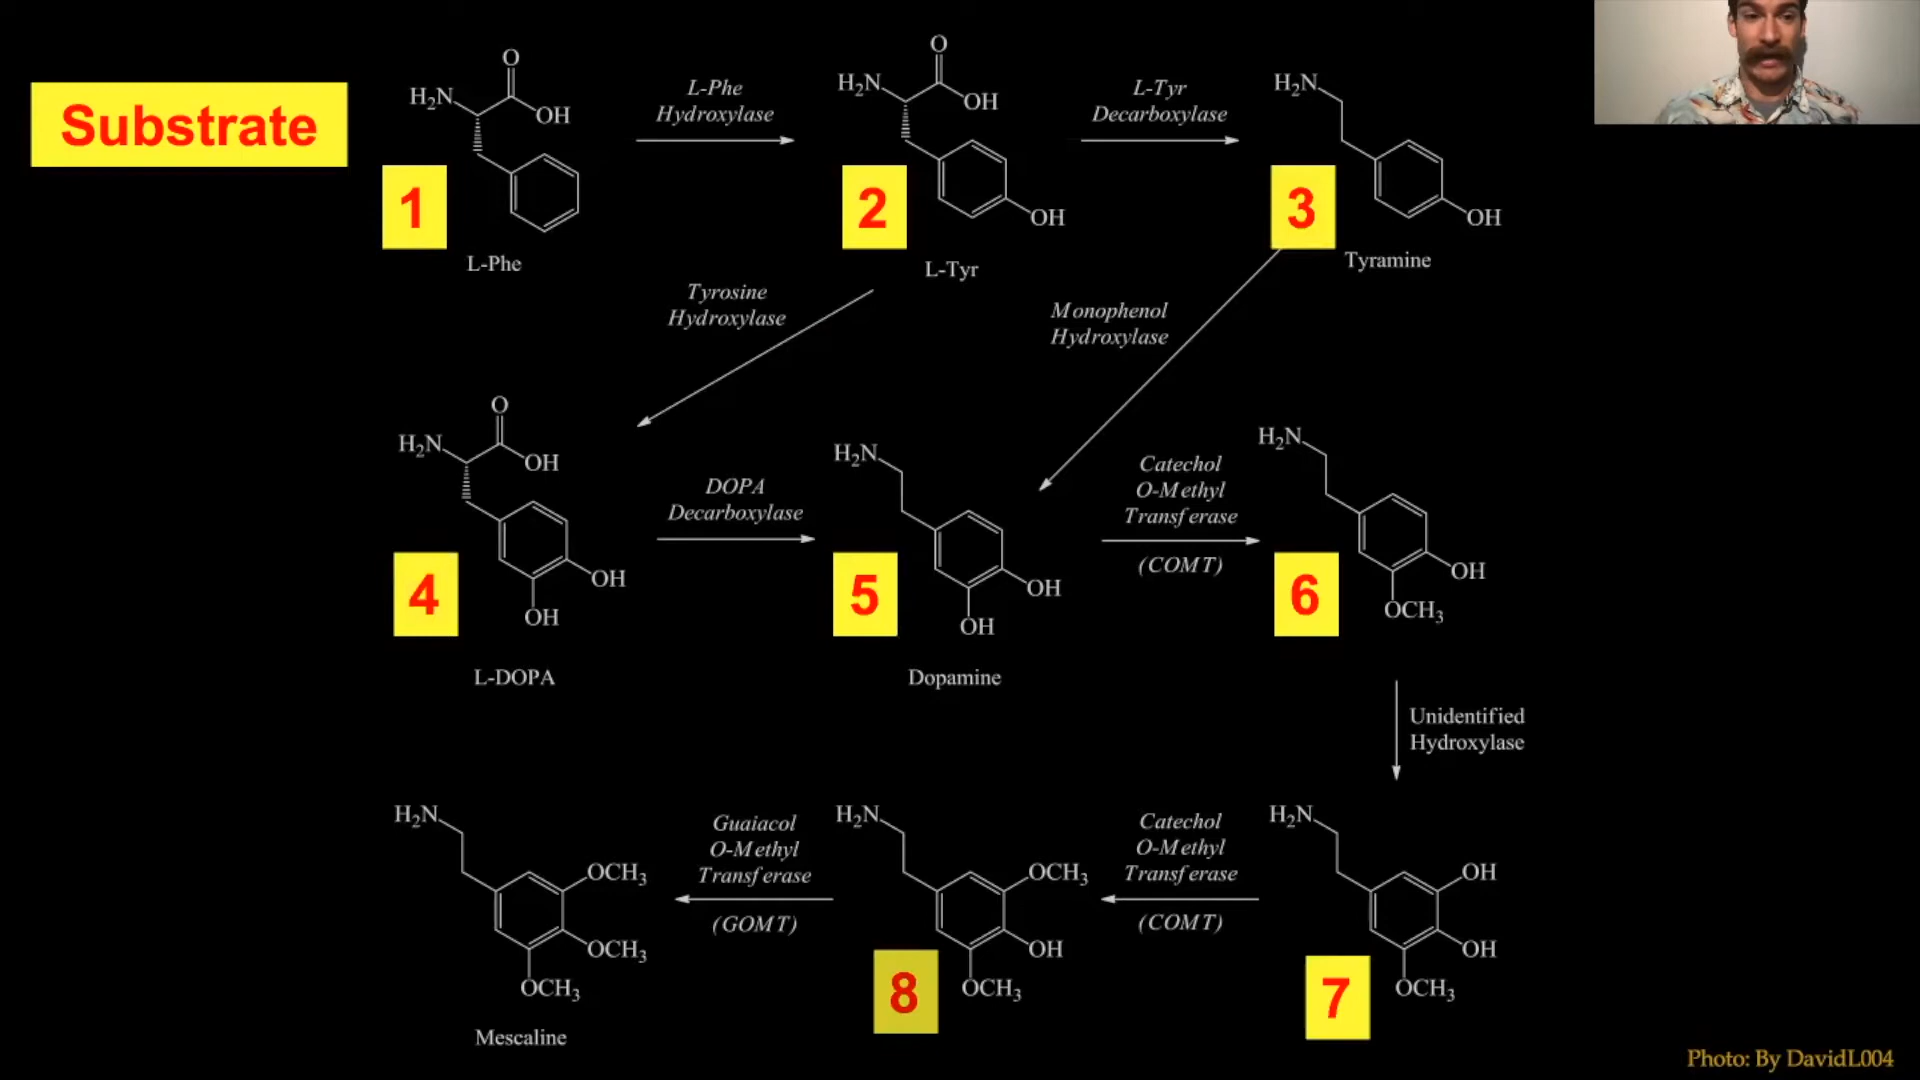 Substrate
O
H₂N
OH
1
L-Phe
L-Phe
Hydroxylase
O
H₂N
OH
2
OH
L-Tyr
L-Tyr
Decarboxylase
H₂N
3
OH
Tyramine
Tyrosine
Hydroxylase
Monophenol
Hydroxylase
O
H₂N
OH
4
OH
OH
L-DOPA
DOPA
Decarboxylase
H₂N
5
OH
OH
Dopamine
Catechol
O-Methyl
Transferase
(COMT)
H₂N
6
OH
OCH₃
Unidentified
Hydroxylase
H₂N
OCH₃
OCH₃
OCH₃
Mescaline
Guaiacol
O-Methyl
Transferase
(GOMT)
H₂N
OCH₃
OH
8
OCH₃
Catechol
O-Methyl
Transferase
(COMT)
H₂N
OH
OH
7
OCH₃
Photo: By DavidL004